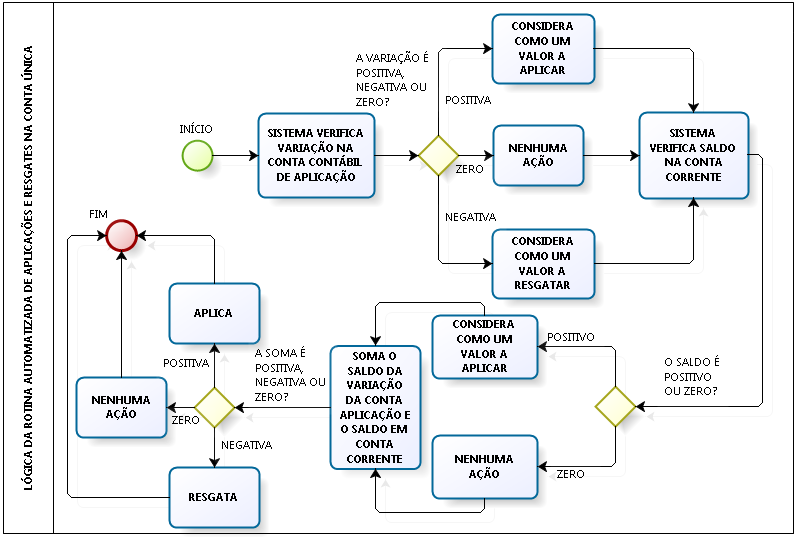 LÓGICA DA ROTINA AUTOMATIZADA DE APLICAÇÕES E RESGATES NA CONTA ÚNICA
INÍCIO
SISTEMA VERIFICA
VARIAÇÃO NA
CONTA CONTÁBIL
DE APLICAÇÃO
A VARIAÇÃO É
POSITIVA,
NEGATIVA OU
ZERO?
POSITIVA
CONSIDERA
COMO UM
VALOR A
APLICAR
ZERO
NENHUMA
AÇÃO
NEGATIVA
CONSIDERA
COMO UM
VALOR A
RESGATAR
SISTEMA
VERIFICA SALDO
NA CONTA
CORRENTE
O SALDO É
POSITIVO
OU ZERO?
POSITIVO
CONSIDERA
COMO UM
VALOR A
APLICAR
ZERO
NENHUMA
AÇÃO
SOMA O
SALDO DA
VARIAÇÃO
DA CONTA
APLICAÇÃO E
O SALDO EM
CONTA
CORRENTE
A SOMA É
POSITIVA,
NEGATIVA OU
ZERO?
POSITIVA
APLICA
ZERO
NENHUMA
AÇÃO
NEGATIVA
RESGATA
FIM